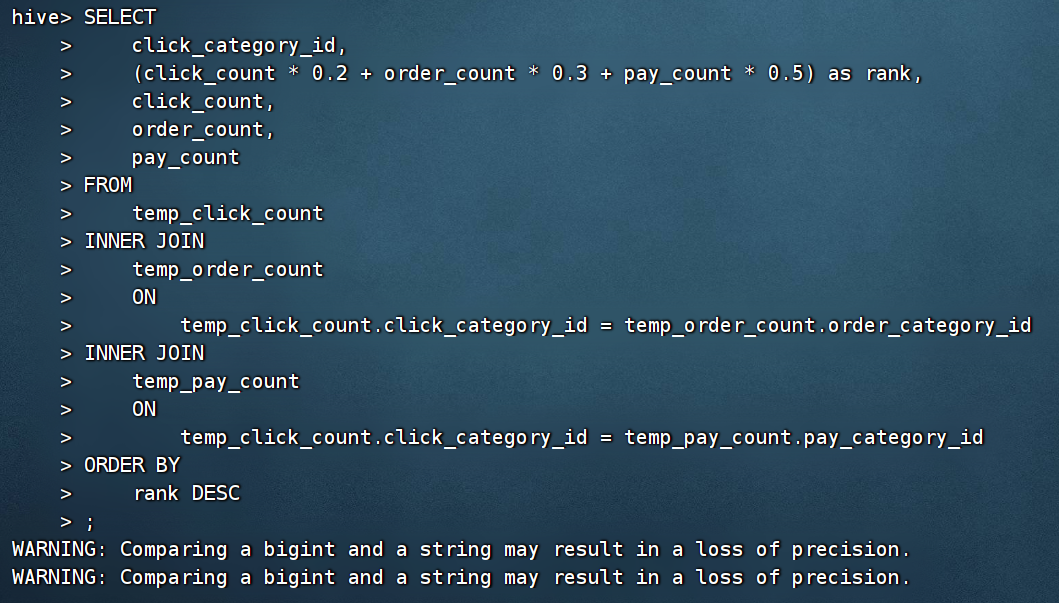 hive> SELECT
    >     click_category_id,
    >     (click_count * 0.2 + order_count * 0.3 + pay_count * 0.5) as rank,
    >     click_count,
    >     order_count,
    >     pay_count
    > FROM
    >     temp_click_count
    > INNER JOIN
    >     temp_order_count
    >     ON
    >         temp_click_count.click_category_id = temp_order_count.order_category_id
    > INNER JOIN
    >     temp_pay_count
    >     ON
    >         temp_click_count.click_category_id = temp_pay_count.pay_category_id
    > ORDER BY
    >     rank DESC
    > ;
WARNING: Comparing a bigint and a string may result in a loss of precision.
WARNING: Comparing a bigint and a string may result in a loss of precision.